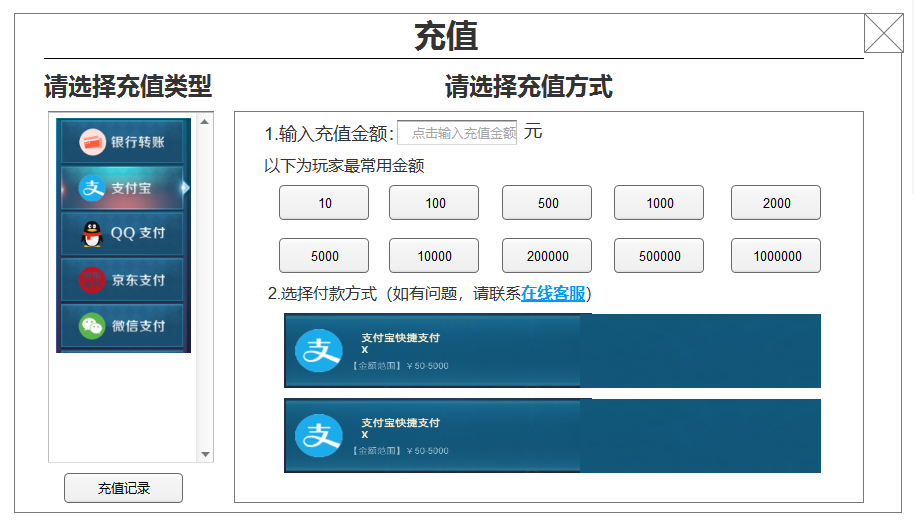 充值
请选择充值类型
请选择充值方式
银行转账
支付宝
QQ 支付
京东支付
微信支付
充值记录
1.输入充值金额：点击输入充值金额 元
以下为玩家最常用金额
10 100 500 1000 2000
5000 10000 200000 500000 1000000
2.选择付款方式（如有问题，请联系在线客服）
支付宝快捷支付
X
【金额范围】￥50-5000
支付宝快捷支付
X
【金额范围】￥50-5000